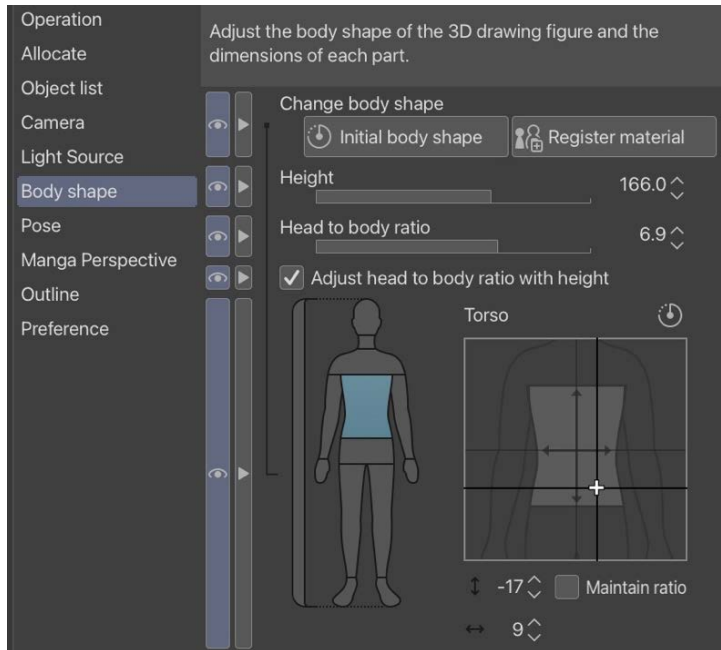 Operation
Allocate
Object list
Camera
Light Source
Body shape
Pose
Manga Perspective
Outline
Preference
Adjust the body shape of the 3D drawing figure and the
dimensions of each part.
Change body shape
Initial body shape
Register material
Height
166.0
Head to body ratio
6.9
Adjust head to body ratio with height
Torso
-17
Maintain ratio
9